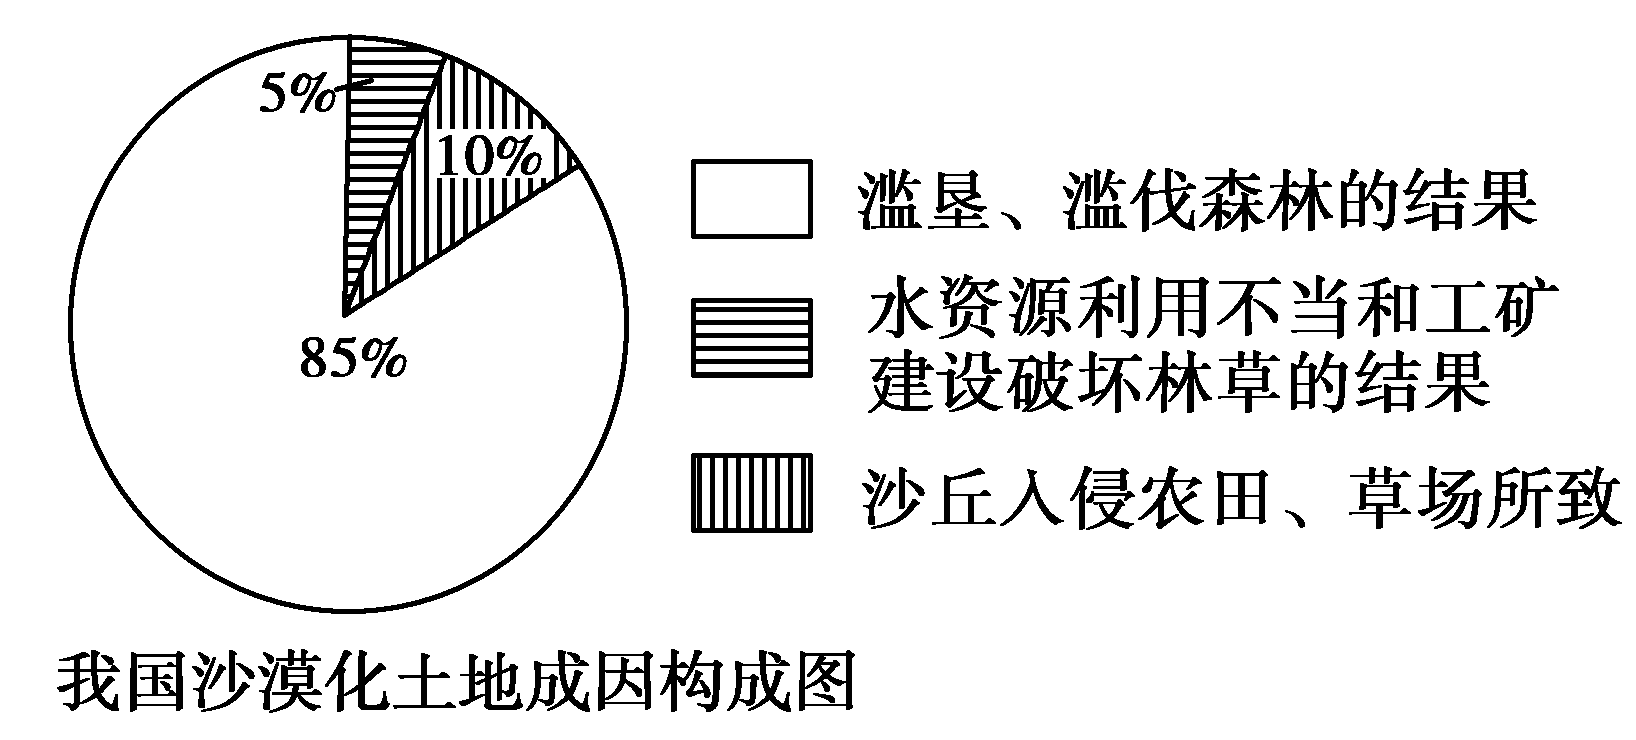 5%
10%
85%
滥垦、滥伐森林的结果
水资源利用不当和工矿
建设破坏林草的结果
沙丘入侵农田、草场所致
我国沙漠化土地成因构成图